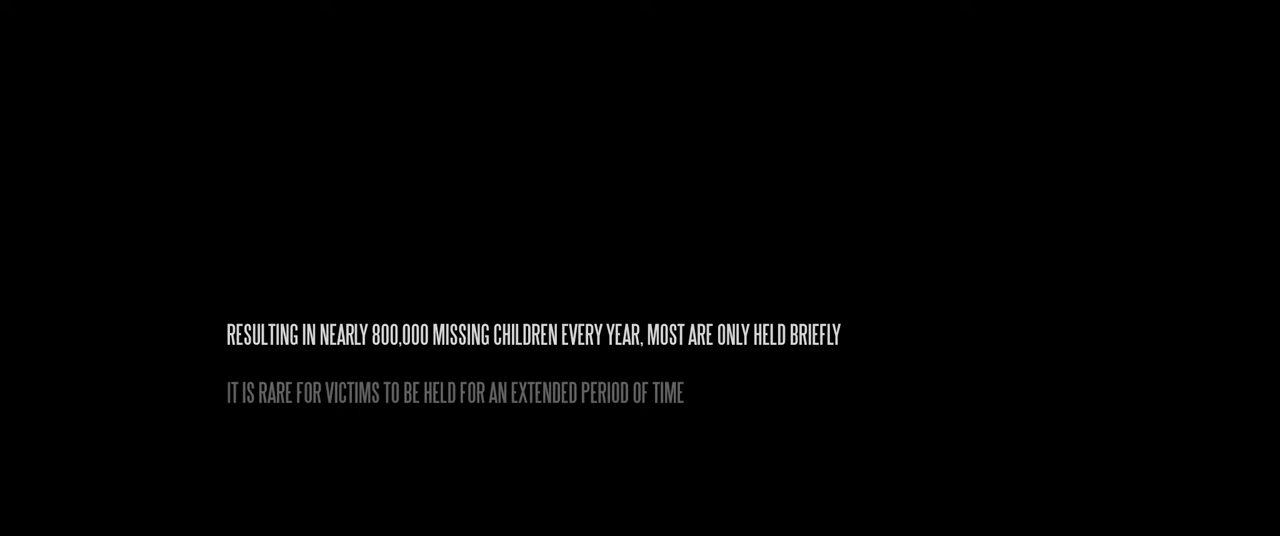 RESULTING IN NEARLY 800,000 MISSING CHILDREN EVERY YEAR, MOST ARE ONLY HELD BRIEFLY
IT IS RARE FOR VICTIMS TO BE HELD FOR AN EXTENDED PERIOD OF TIME